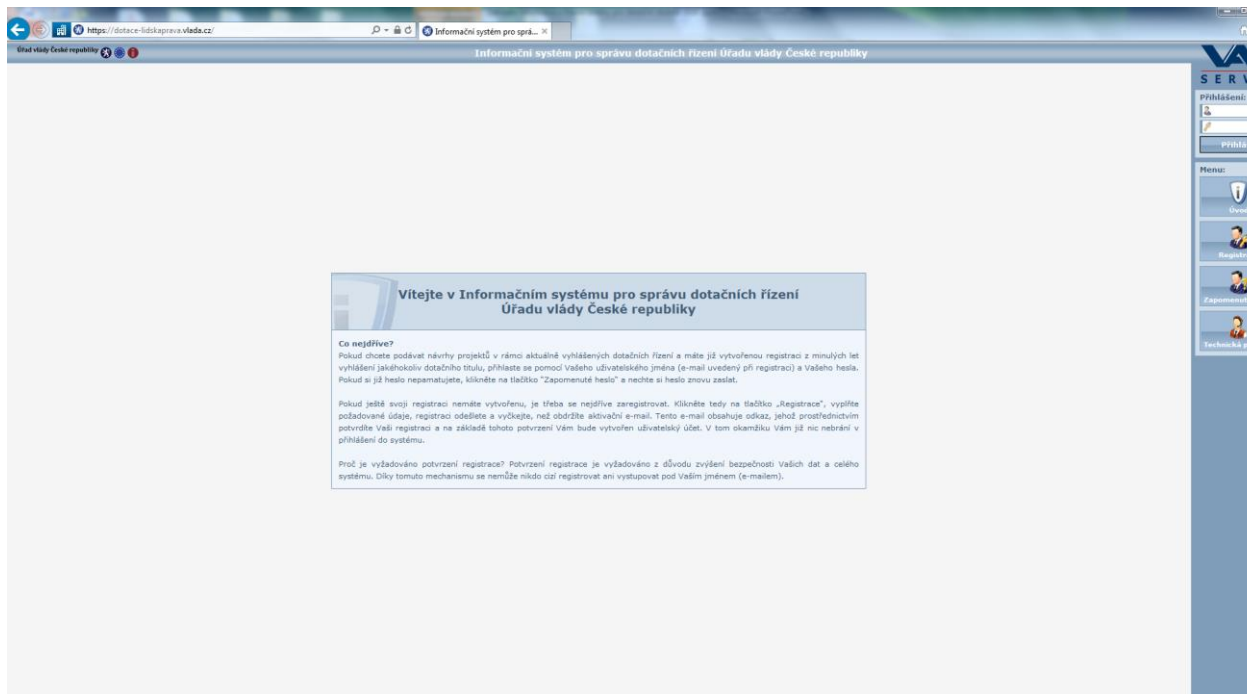 https://dotace-lidskaprava.vlada.cz/
Informační systém pro sprá...
Úřad vlády České republiky
Informační systém pro správu dotačních řízení Úřadu vlády České republiky
Přihlášení:
Menu:
Vítejte v Informačním systému pro správu dotačních řízení
Úřadu vlády České republiky
Co nejdříve?
Pokud chcete podávat návrhy projektů v rámci aktuálně vyhlášených dotačních řízení a máte již vytvořenou registraci z minulých let
vyhlášení jakéhokoliv dotačního titulu, přihlaste se pomocí Vašeho uživatelského jména (e-mail uvedený při registraci) a Vašeho hesla.
Pokud si již heslo nepamatujete, klikněte na tlačítko "Zapomenuté heslo" a nechte si heslo znovu zaslat.
Pokud ještě svoji registraci nemáte vytvořenu, je třeba se nejdříve zaregistrovat. Klikněte tedy na tlačítko „Registrace", vyplňte
požadované údaje, registraci odešlete a vyčkejte, než obdržíte aktivační e-mail. Tento e-mail obsahuje odkaz, jehož prostřednictvím
potvrdíte Vaši registraci a na základě tohoto potvrzení Vám bude vytvořen uživatelský účet. V tom okamžiku Vám již nic nebrání v
přihlášení do systému.
Proč je vyžadováno potvrzení registrace? Potvrzení registrace je vyžadováno z důvodu zvýšení bezpečnosti Vašich dat a celého
systému. Díky tomuto mechanismu se nemůže nikdo cizí registrovat ani vystupovat pod Vaším jménem (e-mailem).